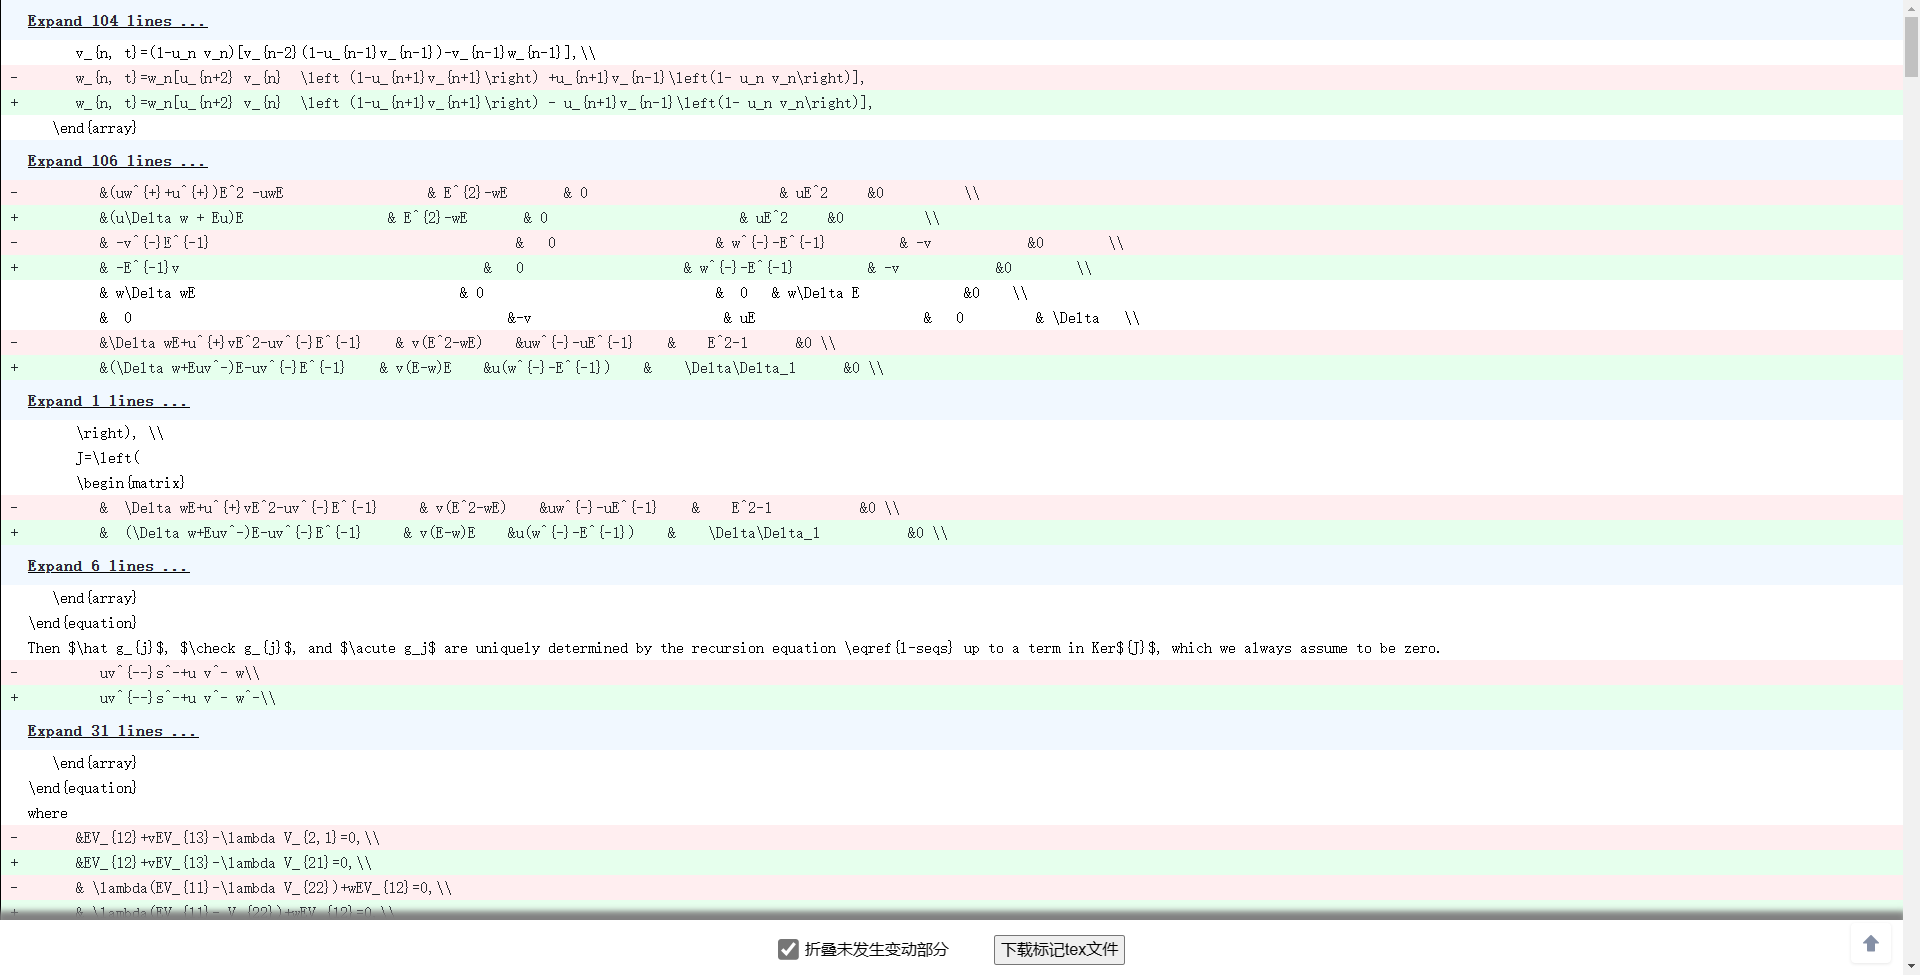 Expand 104 lines ...
v_{n, t}=(1-u_n v_n)[v_{n-2}(1-u_{n-1}v_{n-1})-v_{n-1}w_{n-1}],\\
- w_{n, t}=w_n[u_{n+2} v_{n} \left (1-u_{n+1}v_{n+1}\right) +u_{n+1}v_{n-1}\left(1- u_n v_n\right)],
+ w_{n, t}=w_n[u_{n+2} v_{n} \left (1-u_{n+1}v_{n+1}\right) - u_{n+1}v_{n-1}\left(1- u_n v_n\right)],
\end{array}
Expand 106 lines ...
- &(uw^{+}+u^{+})E^2 -uwE & E^{2}-wE & 0 & uE^2 &0 \\
+ &(u\Delta w + Eu)E & E^{2}-wE & 0 & uE^2 &0 \\
- & -v^{-}E^{-1} & 0 & w^{-}-E^{-1} & -v &0 \\
+ & -E^{-1}v & 0 & w^{-}-E^{-1} & -v &0 \\
& w\Delta wE & 0 & 0 & w\Delta E &0 \\
& 0 &-v & uE & 0 & \Delta \\
- &\Delta wE+u^{+}vE^2-uv^{-}E^{-1} & v(E^2-wE) &uw^{-}-uE^{-1} & E^2-1 &0 \\
+ &(\Delta w+Euv^-)E-uv^{-}E^{-1} & v(E-w)E &u(w^{-}-E^{-1}) & \Delta\Delta_1 &0 \\
Expand 1 lines ...
\right), \\
J=\left(
\begin{matrix}
- & \Delta wE+u^{+}vE^2-uv^{-}E^{-1} & v(E^2-wE) &uw^{-}-uE^{-1} & E^2-1 &0 \\
+ & (\Delta w+Euv^-)E-uv^{-}E^{-1} & v(E-w)E &u(w^{-}-E^{-1}) & \Delta\Delta_1 &0 \\
Expand 6 lines ...
\end{array}
\end{equation}
Then $\hat g_{j}$, $\check g_{j}$, and $\acute g_j$ are uniquely determined by the recursion equation \eqref{1-seqs} up to a term in Ker${J}$, which we always assume to be zero.
- uv^{--}s^-+u v^- w\\
+ uv^{--}s^-+u v^- w^-\\
Expand 31 lines ...
\end{array}
\end{equation}
where
- &EV_{12}+vEV_{13}-\lambda V_{2,1}=0,\\
+ &EV_{12}+vEV_{13}-\lambda V_{21}=0,\\
- & \lambda(EV_{11}-\lambda V_{22})+wEV_{12}=0,\\
+ & \lambda(EV_{11}- V_{22})+wEV_{12}=0,\\
折叠未发生变动部分 下载标记tex文件